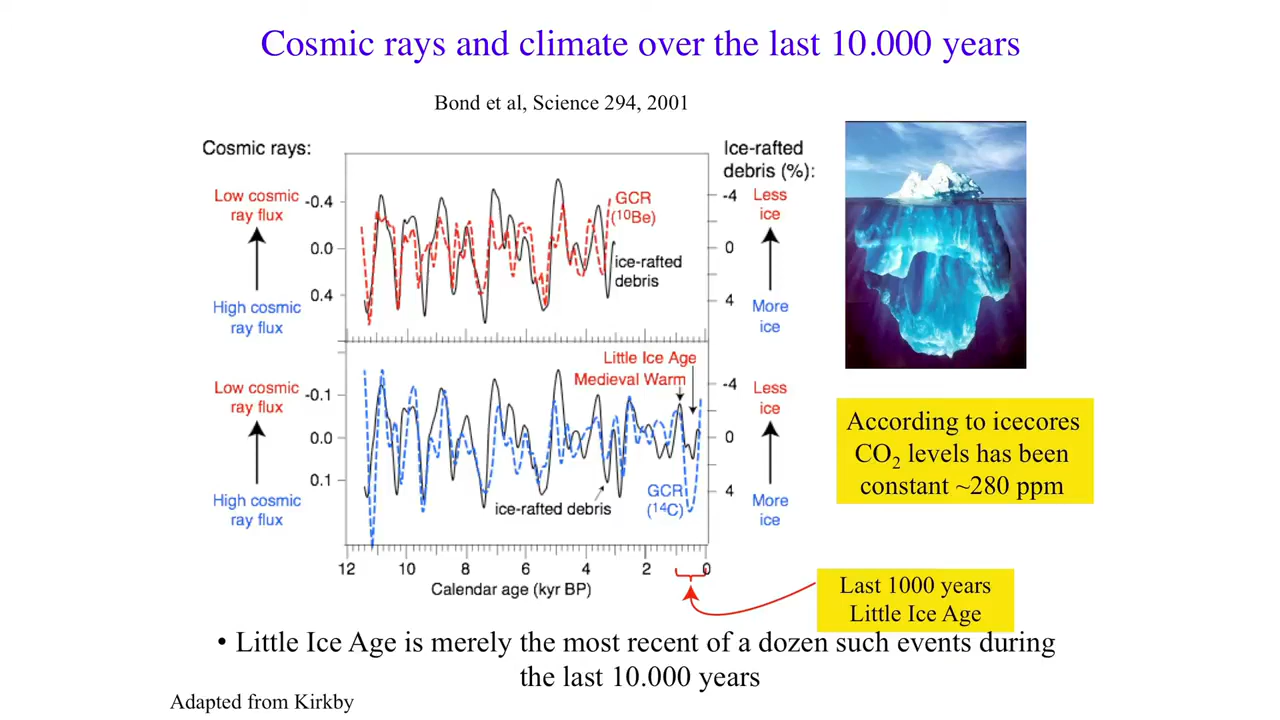 Cosmic rays and climate over the last 10.000 years
Bond et al, Science 294, 2001
Cosmic rays:
Ice-rafted
debris (%):
Low cosmic
ray flux
High cosmic
ray flux
-0.4
0.0
0.4
GCR
(¹⁰Be)
ice-rafted
debris
-4
0
4
Less
ice
More
ice
Low cosmic
ray flux
High cosmic
ray flux
-0.1
0.0
0.1
Little Ice Age
Medieval Warm
ice-rafted debris
GCR
(¹⁴C)
-4
0
4
Less
ice
More
ice
12 10 8 6 4 2 0
Calendar age (kyr BP)
According to icecores
CO₂ levels has been
constant ~280 ppm
Last 1000 years
Little Ice Age
• Little Ice Age is merely the most recent of a dozen such events during
the last 10.000 years
Adapted from Kirkby